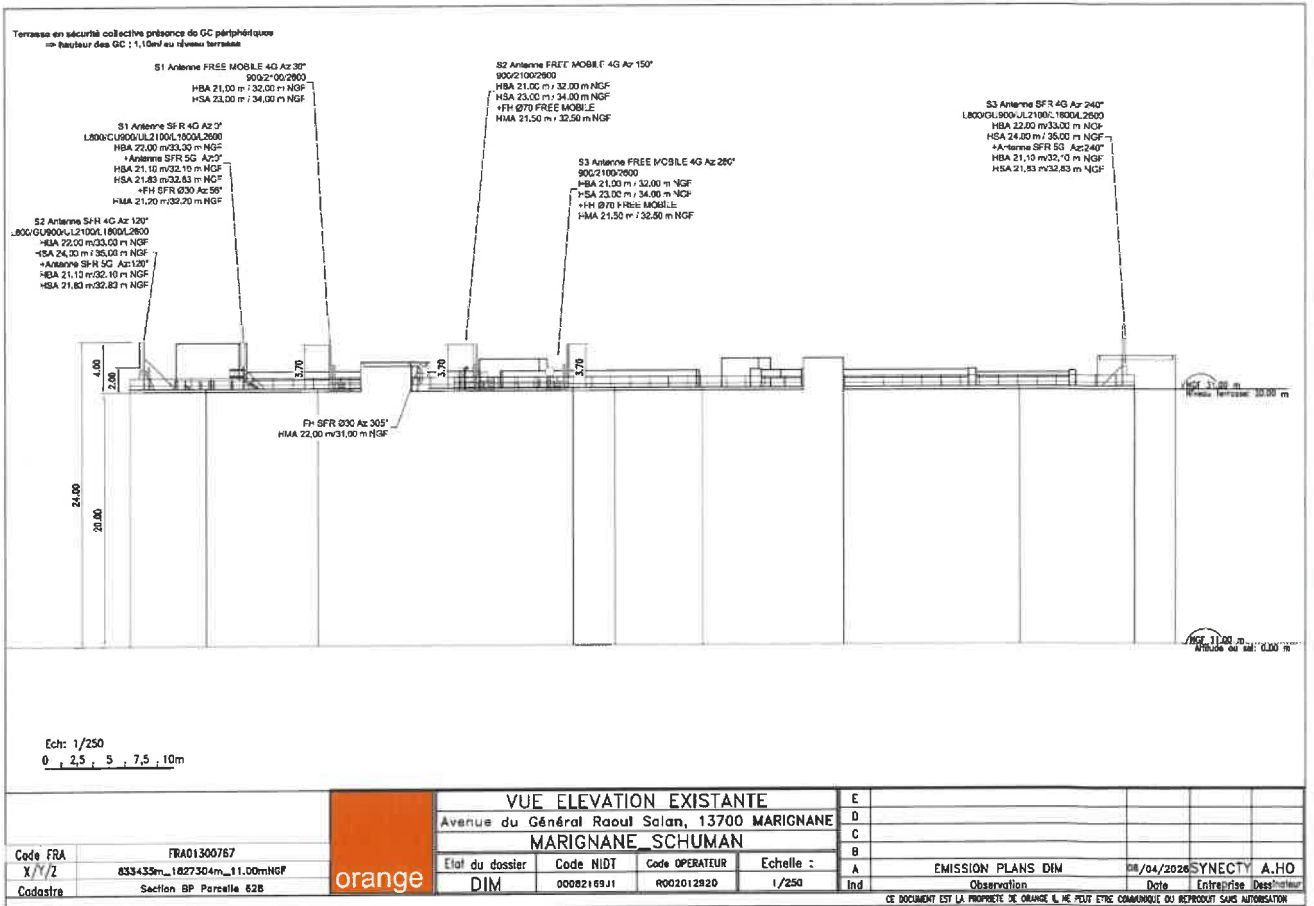 Terrasse en sécurité collective présence de GC périphériques
=> hauteur des GC : 1,10m/au niveau terrasse
S1 Antenne FREE MOBILE 4G Az 30°
900/2100/2600
HBA 21,00 m / 32,00 m NGF
HSA 23,00 m / 34,00 m NGF
S2 Antenne FREE MOBILE 4G Az 150°
900/2100/2600
HBA 21,00 m / 32,00 m NGF
HSA 23,00 m / 34,00 m NGF
+FH Ø70 FREE MOBILE
HMA 21,50 m / 32,50 m NGF
S3 Antenne SFR 4G Az 240°
L800/GU900/UL2100/L1800/L2600
HBA 22,00 m/33,00 m NGF
HSA 24,00 m / 35,00 m NGF
+Antenne SFR 5G Az:240°
HBA 21,10 m/32,10 m NGF
HSA 21,83 m/32,83 m NGF
S1 Antenne SFR 4G Az 0°
L800/GU900/UL2100/L1800/L2600
HBA 22,00 m/33,00 m NGF
+Antenne SFR 5G Az:0°
HBA 21,10 m/32,10 m NGF
HSA 21,83 m/32,83 m NGF
+FH SFR Ø30 Az 56°
HMA 21,20 m/32,20 m NGF
S3 Antenne FREE MOBILE 4G Az 280°
900/2100/2600
HBA 21,00 m / 32,00 m NGF
HSA 23,00 m / 34,00 m NGF
+FH Ø70 FREE MOBILE
HMA 21,50 m / 32,50 m NGF
S2 Antenne SFR 4G Az 120°
L800/GU900/UL2100/L1800/L2600
HBA 22,00 m/33,00 m NGF
HSA 24,00 m / 35,00 m NGF
+Antenne SFR 5G Az:120°
HBA 21,10 m/32,10 m NGF
HSA 21,83 m/32,83 m NGF
4.00
2.00
3.70
3.70
3.70
NGF 31.00 m
Niveau terrasse: 20.00 m
FH SFR Ø30 Az 305°
HMA 22,00 m/31,00 m NGF
24.00
20.00
NGF 11.00 m
Altitude au sol: 0.00 m
Ech: 1/250
0 2,5 5 7,5 10m
VUE ELEVATION EXISTANTE
Avenue du Général Raoul Salan, 13700 MARIGNANE
MARIGNANE_SCHUMAN
Code FRA FRA01300767
X/Y/Z 833435m_1827304m_11.00mNGF
Cadastre Section BP Parcelle 628
orange
Etat du dossier Code NIDT Code OPERATEUR Echelle :
DIM 00082169J1 R002012920 1/250
E
D
C
B
A EMISSION PLANS DIM 08/04/2026 SYNECTY A.HO
Ind Observation Date Entreprise Dessinateur
CE DOCUMENT EST LA PROPRIETE DE ORANGE IL NE PEUT ETRE COMMUNIQUE OU REPRODUIT SANS AUTORISATION